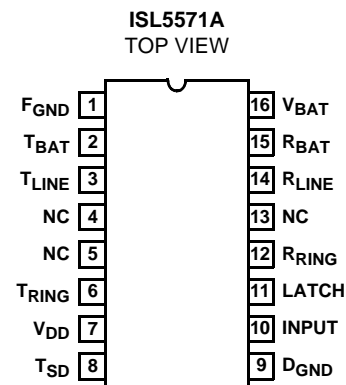 ISL5571A
TOP VIEW
FGND 1
TBAT 2
TLINE 3
NC 4
NC 5
TRING 6
VDD 7
TSD 8
16 VBAT
15 RBAT
14 RLINE
13 NC
12 RRING
11 LATCH
10 INPUT
9 DGND